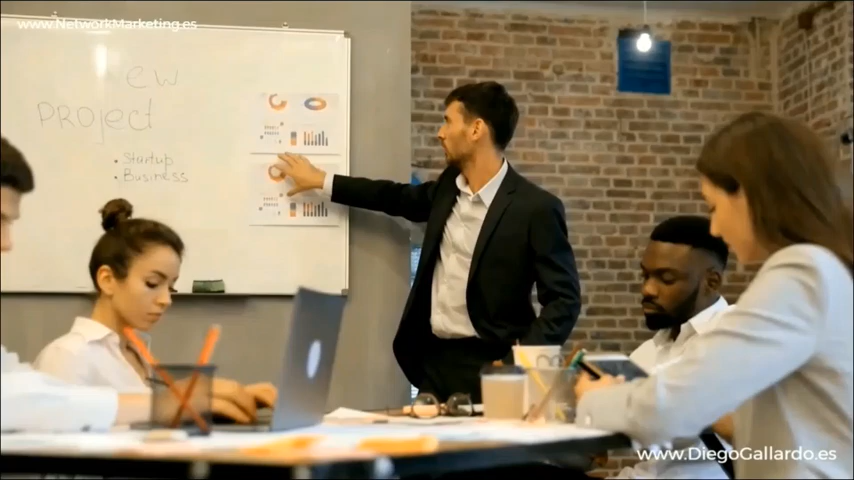 www.NetworkMarketing.es
ew
PROJECT
• Startup
• Business
www.DiegoGallardo.es